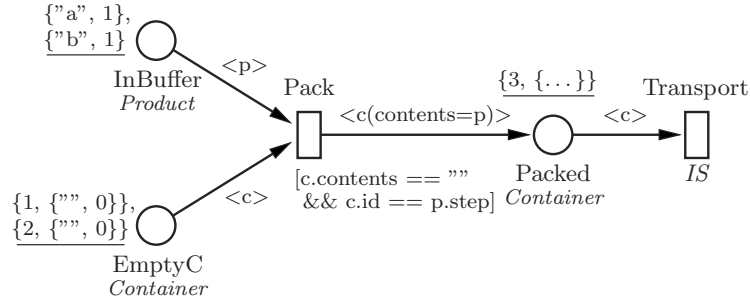 {"a", 1},
{"b", 1}
InBuffer
Product
<p>
Pack
<c(contents=p)>
[c.contents == ""
&& c.id == p.step]
{3, {...}}
Packed
Container
<c>
Transport
IS
{1, {"", 0}},
{2, {"", 0}}
EmptyC
Container
<c>